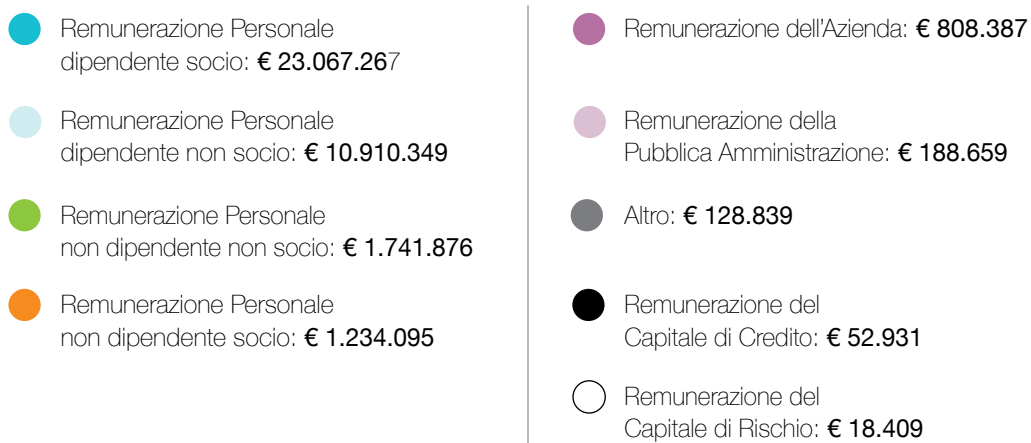 Remunerazione Personale
dipendente socio: € 23.067.267
Remunerazione Personale
dipendente non socio: € 10.910.349
Remunerazione Personale
non dipendente non socio: € 1.741.876
Remunerazione Personale
non dipendente socio: € 1.234.095
Remunerazione dell'Azienda: € 808.387
Remunerazione della
Pubblica Amministrazione: € 188.659
Altro: € 128.839
Remunerazione del
Capitale di Credito: € 52.931
Remunerazione del
Capitale di Rischio: € 18.409